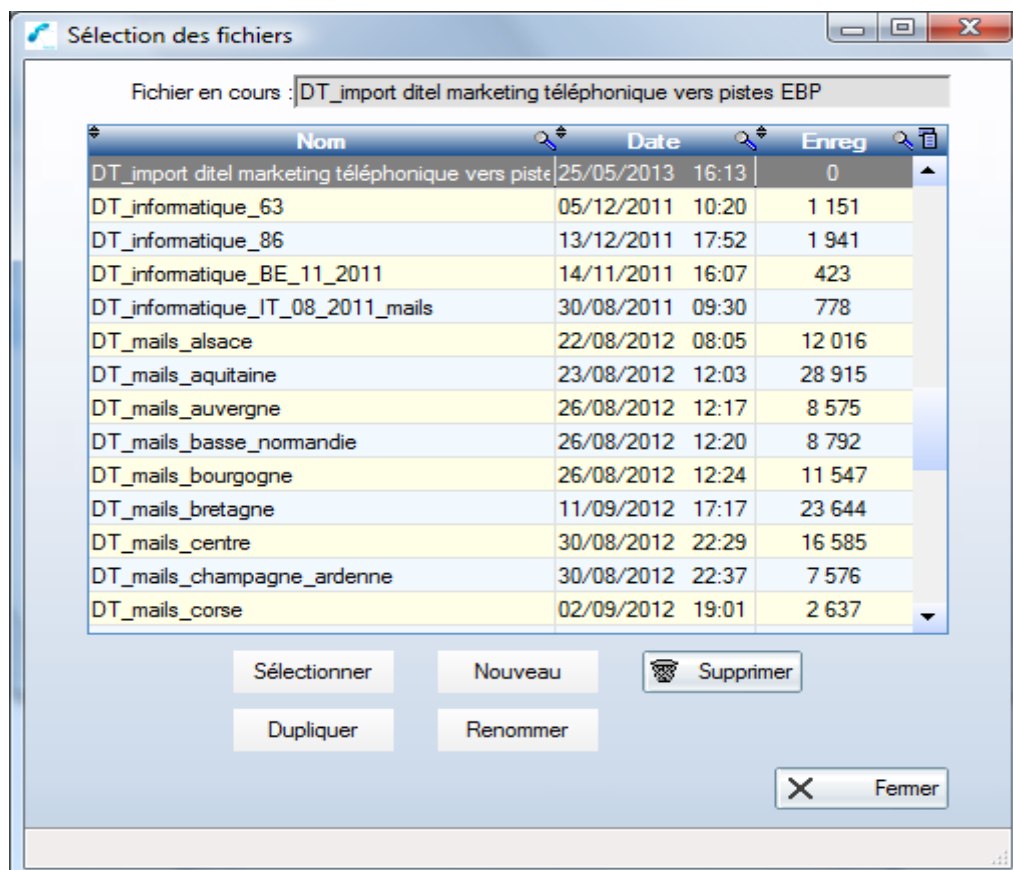 Sélection des fichiers
Fichier en cours : DT_import ditel marketing téléphonique vers pistes EBP
Nom Date Enreg
DT_import ditel marketing téléphonique vers piste 25/05/2013 16:13 0
DT_informatique_63 05/12/2011 10:20 1 151
DT_informatique_86 13/12/2011 17:52 1 941
DT_informatique_BE_11_2011 14/11/2011 16:07 423
DT_informatique_IT_08_2011_mails 30/08/2011 09:30 778
DT_mails_alsace 22/08/2012 08:05 12 016
DT_mails_aquitaine 23/08/2012 12:03 28 915
DT_mails_auvergne 26/08/2012 12:17 8 575
DT_mails_basse_normandie 26/08/2012 12:20 8 792
DT_mails_bourgogne 26/08/2012 12:24 11 547
DT_mails_bretagne 11/09/2012 17:17 23 644
DT_mails_centre 30/08/2012 22:29 16 585
DT_mails_champagne_ardenne 30/08/2012 22:37 7 576
DT_mails_corse 02/09/2012 19:01 2 637
Sélectionner Nouveau Supprimer
Dupliquer Renommer
Fermer